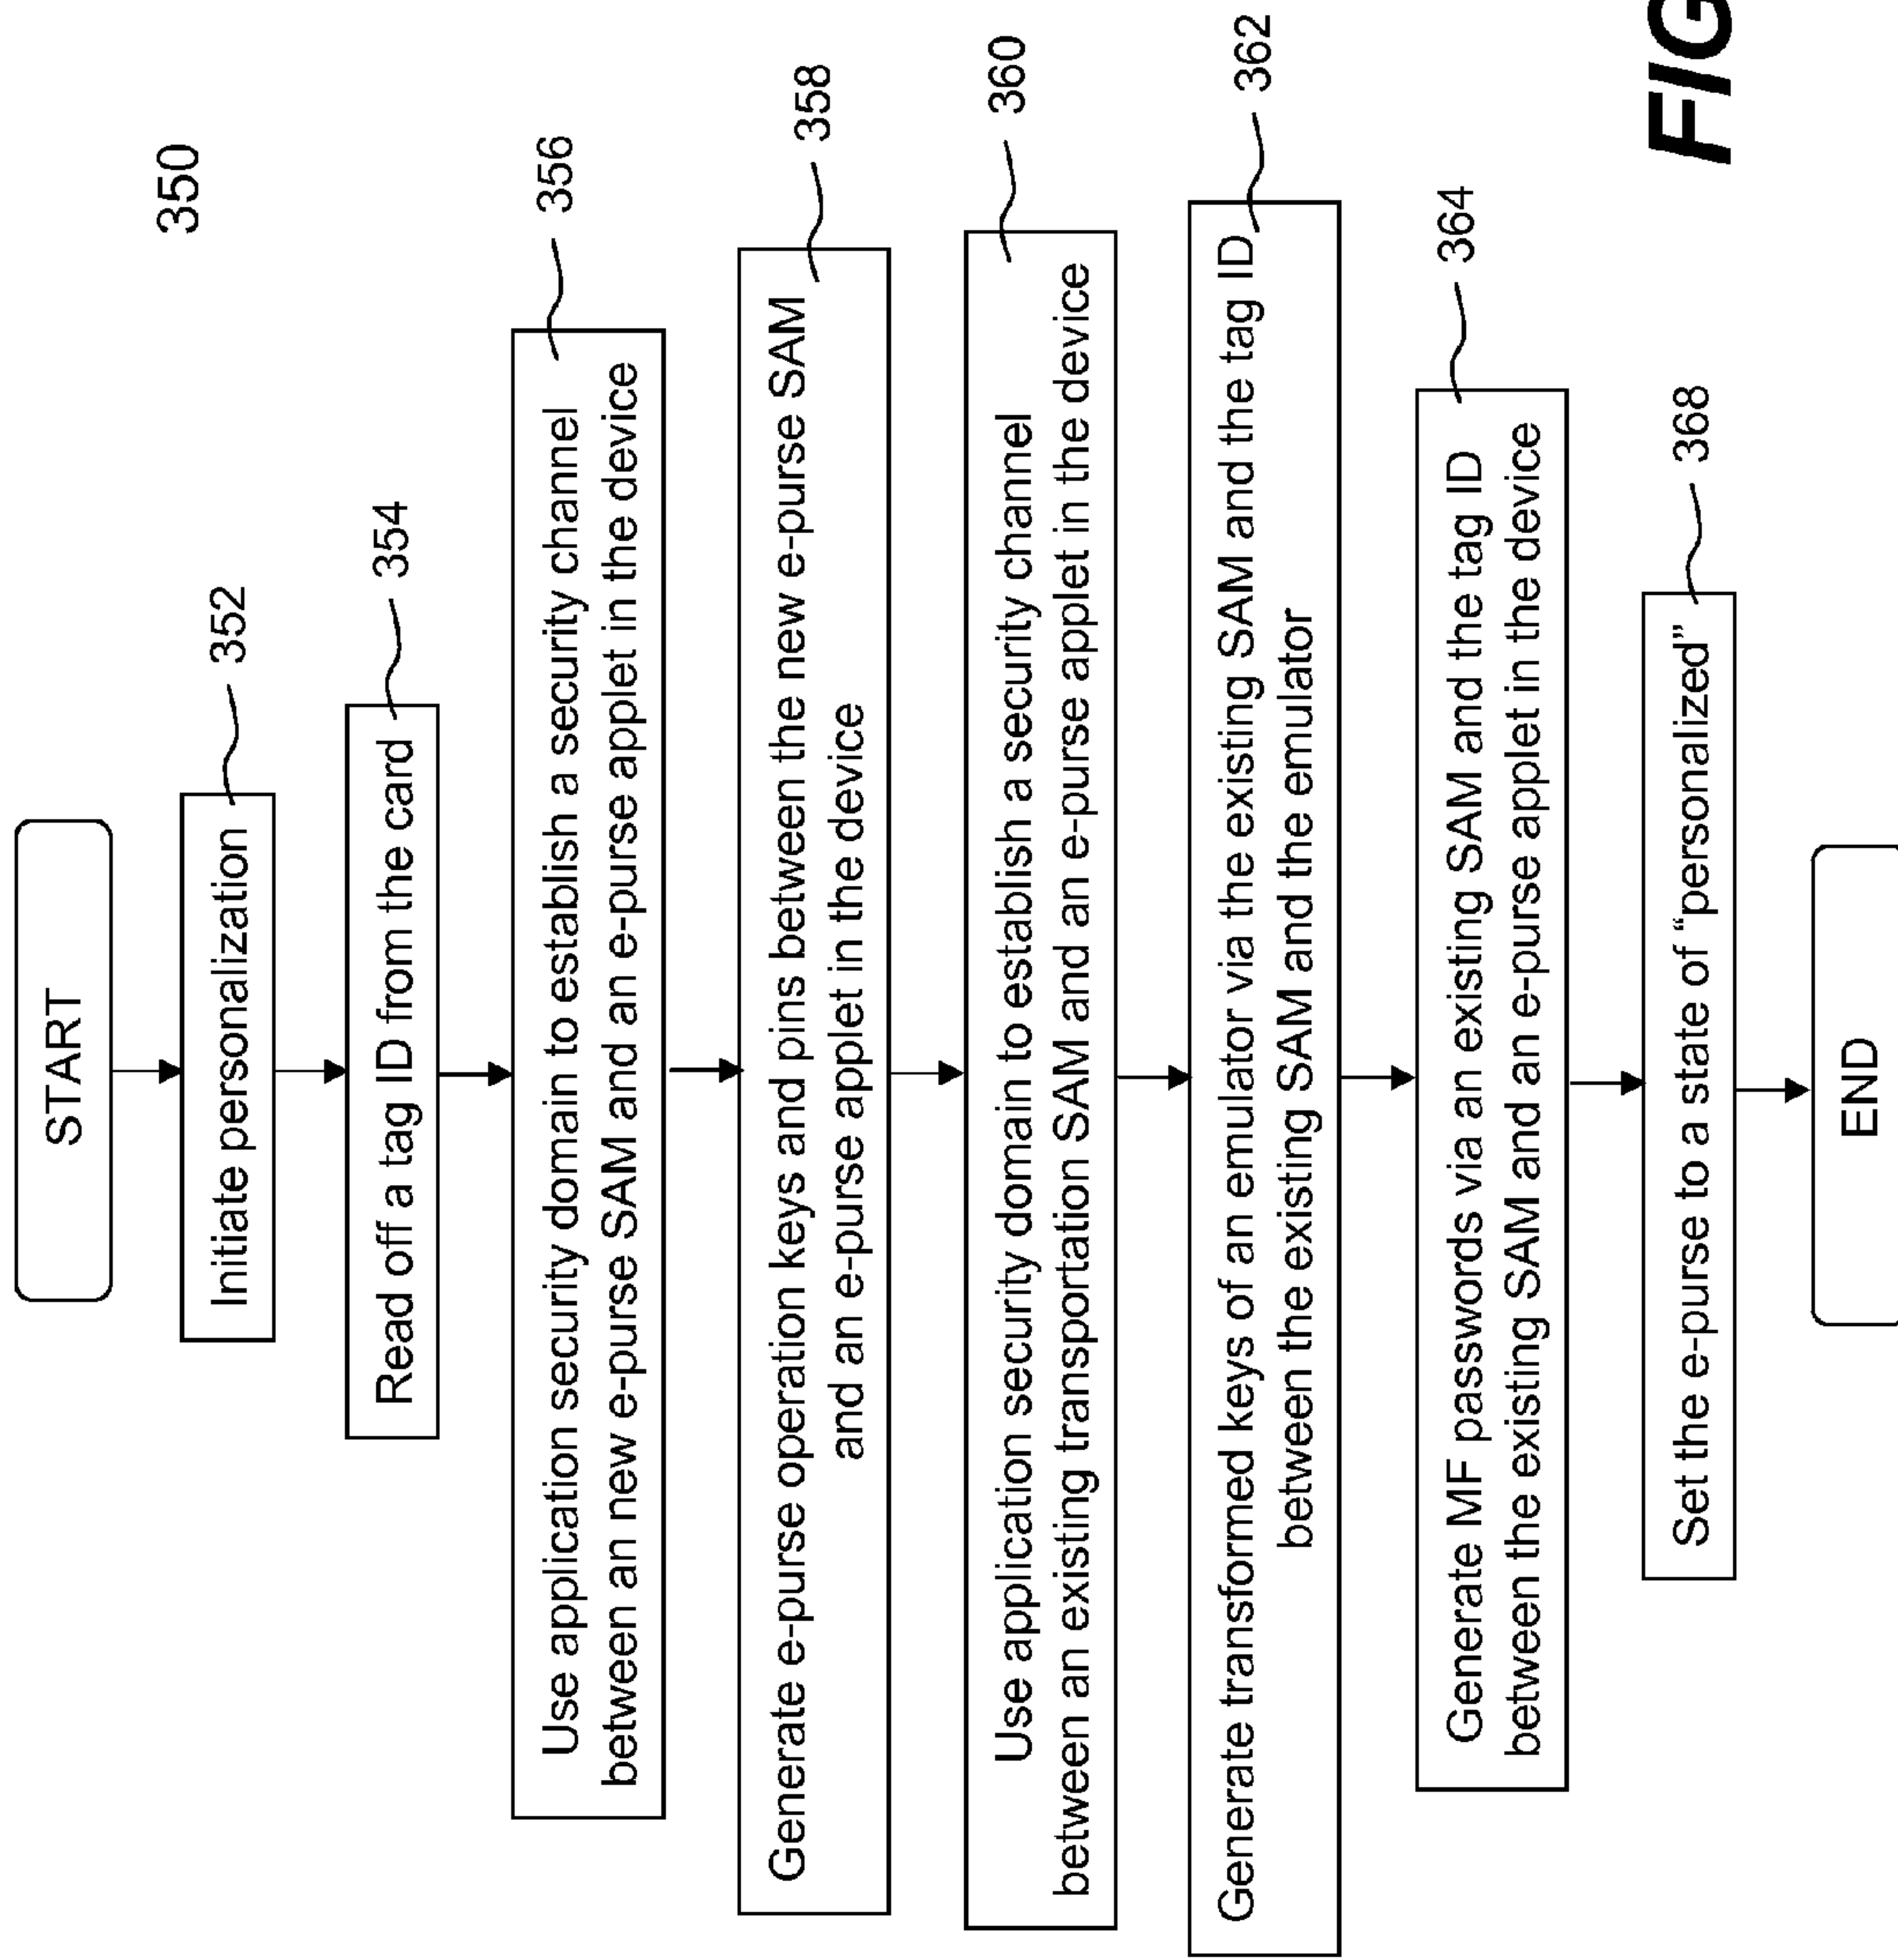 350
START
Initiate personalization
352
Read off a tag ID from the card
354
Use application security domain to establish a security channel
between an new e-purse SAM and an e-purse applet in the device
356
Generate e-purse operation keys and pins between the new e-purse SAM
and an e-purse applet in the device
358
Use application security domain to establish a security channel
between an existing transportation SAM and an e-purse applet in the device
360
Generate transformed keys of an emulator via the existing SAM and the tag ID
between the existing SAM and the emulator
362
Generate MF passwords via an existing SAM and the tag ID
between the existing SAM and an e-purse applet in the device
364
Set the e-purse to a state of “personalized”
368
END
FIG